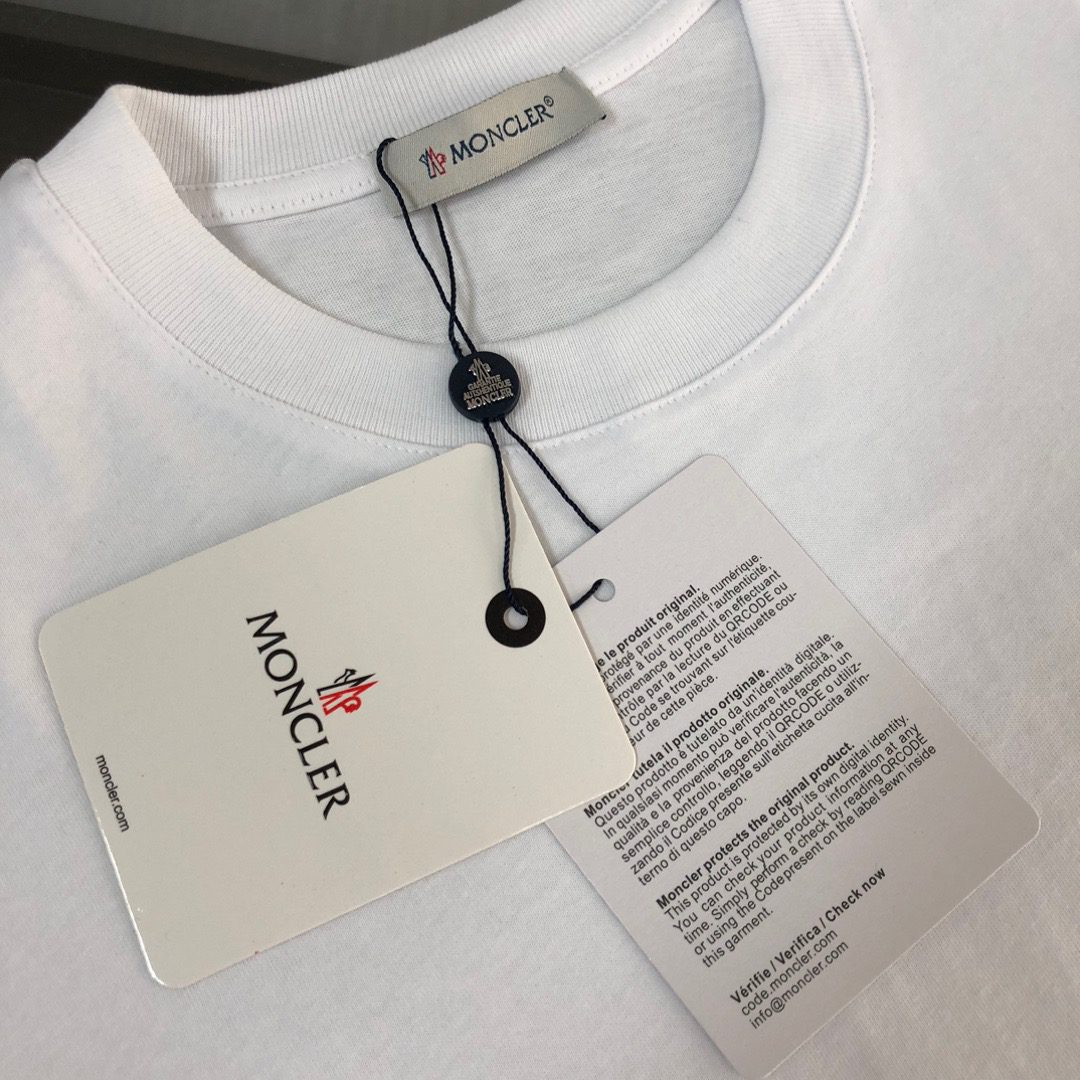 MONCLER®
GARANTIE
AUTSHENTIQUE
MONCLER
MONCLER
moncler.com
le produit original.
protégé par une identité numérique.
vérifier à tout moment l'authenticité,
provenance du produit en effectuant
par la lecture du QRCODE ou
Code se trouvant sur l'étiquette cou-
de cette pièce.
Moncler tutela il prodotto originale.
Questo prodotto è tutelato da un'identità digitale.
In qualsiasi momento può verificare l'autenticità, la
qualità e la provenienza del prodotto facendo un
semplice controllo, leggendo il QRCODE o utiliz-
zando il Codice presente sull'etichetta cucita all'in-
terno di questo capo.
Moncler protects the original product.
This product is protected by its own digital identity.
You can check your product information at any
time. Simply perform a check by reading QRCODE
or using the Code present on the label sewn inside
this garment.
Vérifie / Verifica / Check now
code.moncler.com
info@moncler.com